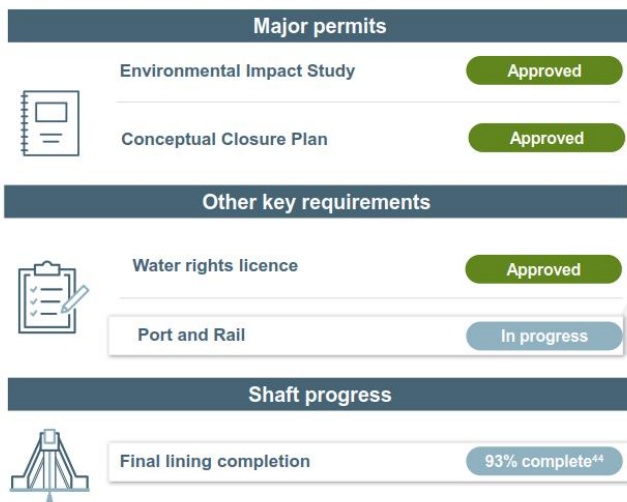 Major permits
Environmental Impact Study Approved
Conceptual Closure Plan Approved
Other key requirements
Water rights licence Approved
Port and Rail In progress
Shaft progress
Final lining completion 93% complete⁴⁴